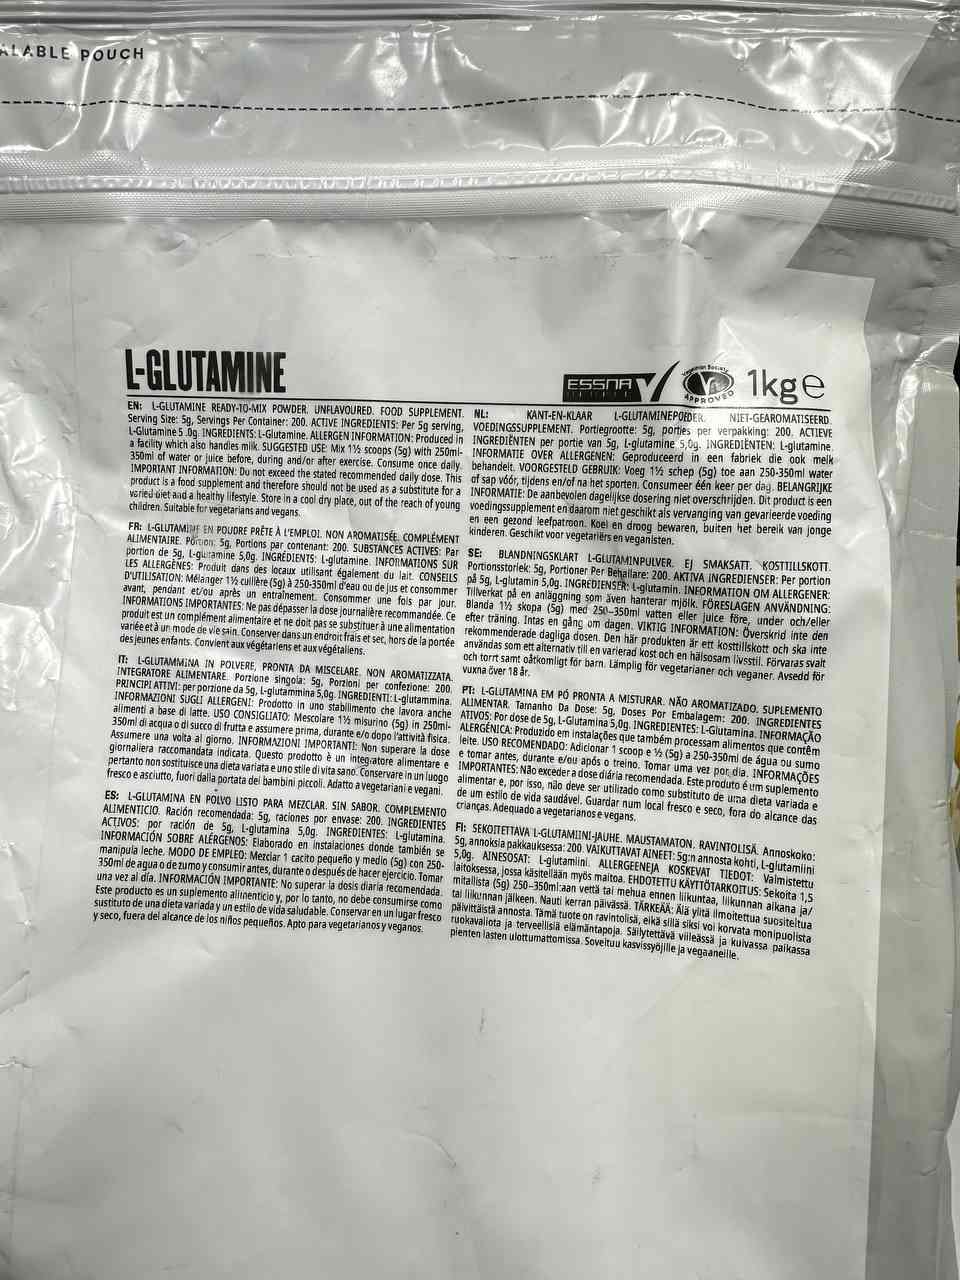 ALABLE POUCH
L-GLUTAMINE
ESSNA
Vegetarian Society
APPROVED
1kg e
EN: L-GLUTAMINE READY-TO-MIX POWDER. UNFLAVOURED. FOOD SUPPLEMENT.
Serving Size: 5g, Servings Per Container: 200. ACTIVE INGREDIENTS: Per 5g serving,
L-Glutamine 5 .0g. INGREDIENTS: L-Glutamine. ALLERGEN INFORMATION: Produced in
a facility which also handles milk. SUGGESTED USE: Mix 1½ scoops (5g) with 250ml-
350ml of water or juice before, during and/or after exercise. Consume once daily.
IMPORTANT INFORMATION: Do not exceed the stated recommended daily dose. This
product is a food supplement and therefore should not be used as a substitute for a
varied diet and a healthy lifestyle. Store in a cool dry place, out of the reach of young
children. Suitable for vegetarians and vegans.
FR: L-GLUTAMINE EN POUDRE PRÊTE À L'EMPLOI. NON AROMATISÉE. COMPLÉMENT
ALIMENTAIRE. Portion: 5g, Portions par contenant: 200. SUBSTANCES ACTIVES: Par
portion de 5g, L-glutamine 5,0g. INGRÉDIENTS: L-glutamine. INFORMATIONS SUR
LES ALLERGÈNES: Produit dans des locaux utilisant également du lait. CONSEILS
D'UTILISATION: Mélanger 1½ cuillère (5g) à 250-350ml d'eau ou de jus et consommer
avant, pendant et/ou après un entraînement. Consommer une fois par jour.
INFORMATIONS IMPORTANTES: Ne pas dépasser la dose journalière recommandée. Ce
produit est un complément alimentaire et ne doit pas se substituer à une alimentation
variée et à un mode de vie sain. Conserver dans un endroit frais et sec, hors de la portée
des jeunes enfants. Convient aux végétariens et aux végétaliens.
IT: L-GLUTAMMINA IN POLVERE, PRONTA DA MISCELARE. NON AROMATIZZATA.
INTEGRATORE ALIMENTARE. Porzione singola: 5g, Porzioni per confezione: 200.
PRINCIPI ATTIVI: per porzione da 5g, L-glutammina 5,0g. INGREDIENTI: L-glutammina.
INFORMAZIONI SUGLI ALLERGENI: Prodotto in uno stabilimento che lavora anche
alimenti a base di latte. USO CONSIGLIATO: Mescolare 1½ misurino (5g) in 250ml-
350ml di acqua o di succo di frutta e assumere prima, durante e/o dopo l'attività fisica.
Assumere una volta al giorno. INFORMAZIONI IMPORTANTI: Non superare la dose
giornaliera raccomandata indicata. Questo prodotto è un integratore alimentare e
pertanto non sostituisce una dieta variata e uno stile di vita sano. Conservare in un luogo
fresco e asciutto, fuori dalla portata dei bambini piccoli. Adatto a vegetariani e vegani.
ES: L-GLUTAMINA EN POLVO LISTO PARA MEZCLAR. SIN SABOR. COMPLEMENTO
ALIMENTICIO. Ración recomendada: 5g, raciones por envase: 200. INGREDIENTES
ACTIVOS: por ración de 5g, L-glutamina 5,0g. INGREDIENTES: L-glutamina.
INFORMACIÓN SOBRE ALÉRGENOS: Elaborado en instalaciones donde también se
manipula leche. MODO DE EMPLEO: Mezclar 1 cacito pequeño y medio (5g) con 250-
350ml de agua o de zumo y consumir antes, durante o después de hacer ejercicio. Tomar
una vez al día. INFORMACIÓN IMPORTANTE: No superar la dosis diaria recomendada.
Este producto es un suplemento alimenticio y, por lo tanto, no debe consumirse como
sustituto de una dieta variada y un estilo de vida saludable. Conservar en un lugar fresco
y seco, fuera del alcance de los niños pequeños. Apto para vegetarianos y veganos.
NL: KANT-EN-KLAAR L-GLUTAMINEPOEDER. NIET-GEAROMATISEERD.
VOEDINGSSUPPLEMENT. Portiegrootte: 5g, porties per verpakking: 200. ACTIEVE
INGREDIËNTEN per portie van 5g, L-glutamine 5,0g. INGREDIËNTEN: L-glutamine.
INFORMATIE OVER ALLERGENEN: Geproduceerd in een fabriek die ook melk
behandelt. VOORGESTELD GEBRUIK: Voeg 1½ schep (5g) toe aan 250-350ml water
of sap vóór, tijdens en/of na het sporten. Consumeer één keer per dag. BELANGRIJKE
INFORMATIE: De aanbevolen dagelijkse dosering niet overschrijden. Dit product is een
voedingssupplement en daarom niet geschikt als vervanging van gevarieerde voeding
en een gezond leefpatroon. Koel en droog bewaren, buiten het bereik van jonge
kinderen. Geschikt voor vegetariërs en veganisten.
SE: BLANDNINGSKLART L-GLUTAMINPULVER. EJ SMAKSATT. KOSTTILLSKOTT.
Portionsstorlek: 5g, Portioner Per Behållare: 200. AKTIVA INGREDIENSER: Per portion
på 5g, L-glutamin 5,0g. INGREDIENSER: L-glutamin. INFORMATION OM ALLERGENER:
Tillverkat på en anläggning som även hanterar mjölk. FÖRESLAGEN ANVÄNDNING:
Blanda 1½ skopa (5g) med 250–350ml vatten eller juice före, under och/eller
efter träning. Intas en gång om dagen. VIKTIG INFORMATION: Överskrid inte den
rekommenderade dagliga dosen. Den här produkten är ett kosttillskott och ska inte
användas som ett alternativ till en varierad kost och en hälsosam livsstil. Förvaras svalt
och torrt samt oåtkomligt för barn. Lämplig för vegetarianer och veganer. Avsedd för
vuxna över 18 år.
PT: L-GLUTAMINA EM PÓ PRONTA A MISTURAR. NÃO AROMATIZADO. SUPLEMENTO
ALIMENTAR. Tamanho Da Dose: 5g, Doses Por Embalagem: 200. INGREDIENTES
ATIVOS: Por dose de 5g, L-Glutamina 5,0g. INGREDIENTES: L-Glutamina. INFORMAÇÃO
ALERGÉNICA: Produzido em instalações que também processam alimentos que contêm
leite. USO RECOMENDADO: Adicionar 1 scoop e ½ (5g) a 250-350ml de água ou sumo
e tomar antes, durante e/ou após o treino. Tomar uma vez por dia. INFORMAÇÕES
IMPORTANTES: Não exceder a dose diária recomendada. Este produto é um suplemento
alimentar e, por isso, não deve ser utilizado como substituto de uma dieta variada e
de um estilo de vida saudável. Guardar num local fresco e seco, fora do alcance das
crianças. Adequado a vegetarianos e vegans.
FI: SEKOITETTAVA L-GLUTAMIINI-JAUHE. MAUSTAMATON. RAVINTOLISÄ. Annoskoko:
5g, annoksia pakkauksessa: 200. VAIKUTTAVAT AINEET: 5g:n annosta kohti, L-glutamiini
5,0g. AINESOSAT: L-glutamiini. ALLERGEENEJA KOSKEVAT TIEDOT: Valmistettu
laitoksessa, jossa käsitellään myös maitoa. EHDOTETTU KÄYTTÖTARKOITUS: Sekoita 1,5
mitallista (5g) 250–350ml:aan vettä tai mehua ennen liikuntaa, liikunnan aikana ja/
tai liikunnan jälkeen. Nauti kerran päivässä. TÄRKEÄÄ: Älä ylitä ilmoitettua suositeltua
päivittäistä annosta. Tämä tuote on ravintolisä, eikä sillä siksi voi korvata monipuolista
ruokavaliota ja terveellisiä elämäntapoja. Säilytettävä viileässä ja kuivassa paikassa
pienten lasten ulottumattomissa. Soveltuu kasvissyöjille ja vegaaneille.